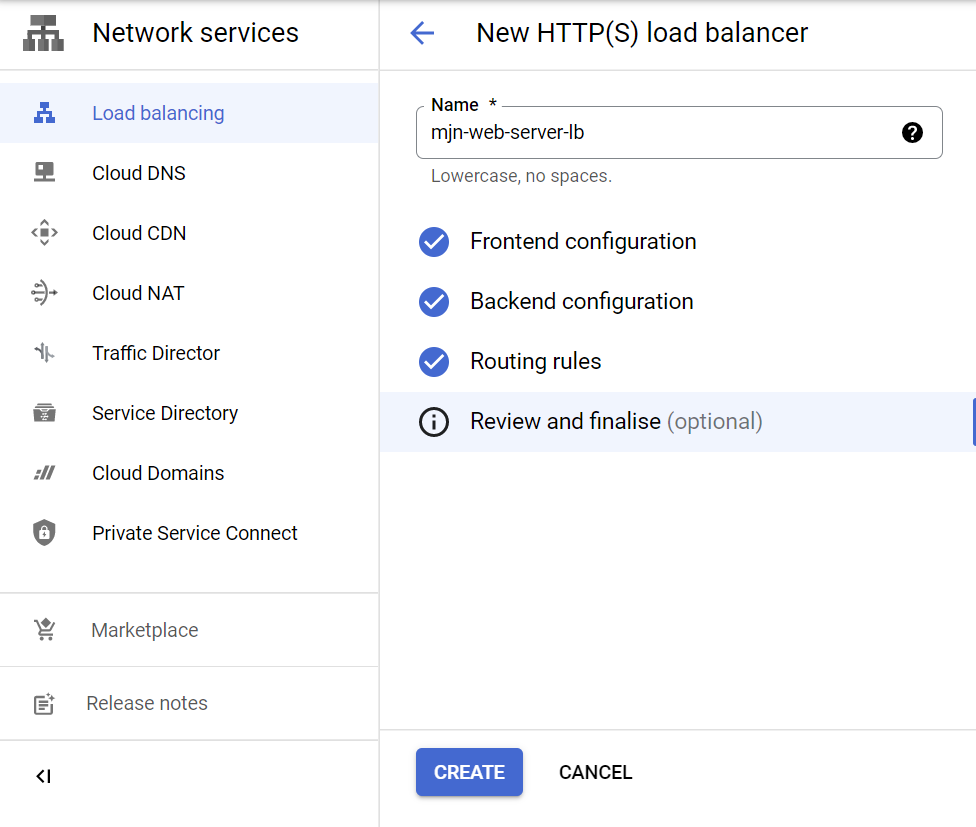 Network services
Load balancing
Cloud DNS
Cloud CDN
Cloud NAT
Traffic Director
Service Directory
Cloud Domains
Private Service Connect
Marketplace
Release notes
New HTTP(S) load balancer
Name *
mjn-web-server-lb
Lowercase, no spaces.
Frontend configuration
Backend configuration
Routing rules
Review and finalise (optional)
CREATE CANCEL